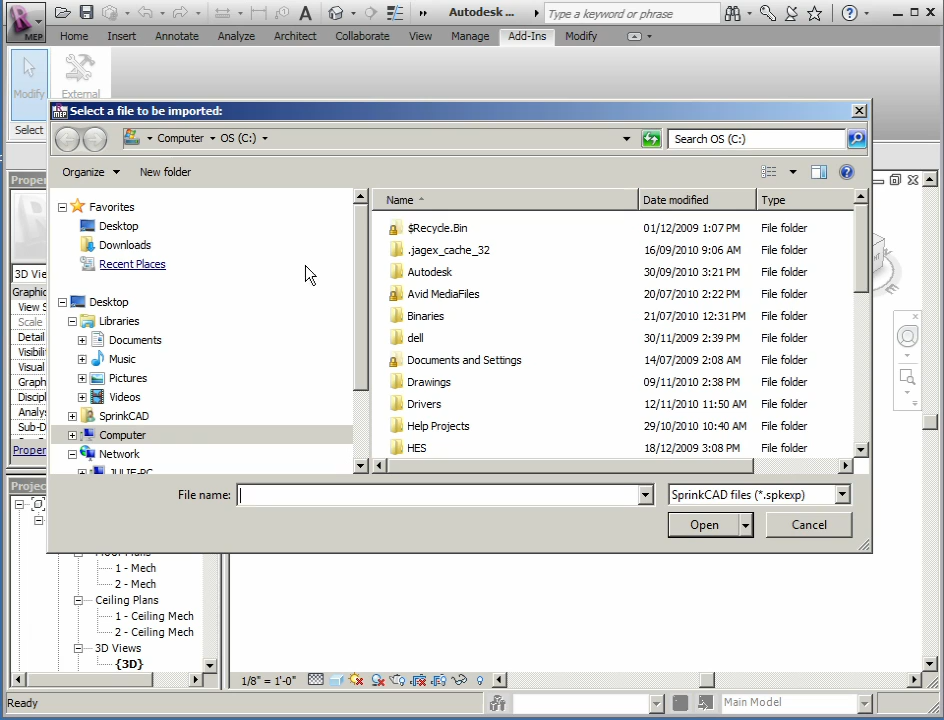 MEP
Autodesk ...
Type a keyword or phrase
Home Insert Annotate Analyze Architect Collaborate View Manage Add-Ins Modify
Modify
External
Select
Select a file to be imported:
Computer OS (C:)
Search OS (C:)
Organize New folder
Favorites
Desktop
Downloads
Recent Places
Desktop
Libraries
Documents
Music
Pictures
Videos
SprinkCAD
Computer
Network
JULIE-PC
Name Date modified Type
$Recycle.Bin 01/12/2009 1:07 PM File folder
.jagex_cache_32 16/09/2010 9:06 AM File folder
Autodesk 30/09/2010 3:21 PM File folder
Avid MediaFiles 20/07/2010 2:22 PM File folder
Binaries 21/07/2010 12:31 PM File folder
dell 30/11/2009 2:39 PM File folder
Documents and Settings 14/07/2009 2:08 AM File folder
Drawings 09/11/2010 2:38 PM File folder
Drivers 12/11/2010 11:50 AM File folder
Help Projects 29/10/2010 10:40 AM File folder
HES 18/12/2009 3:08 PM File folder
File name:
SprinkCAD files (*.spkexp)
Open Cancel
Proper
3D Vie
Graphic
View S
Scale
Detail
Visibili
Visual
Graph
Discipl
Analy
Sub-D
Proper
Projec
Floor Plans
1 - Mech
2 - Mech
Ceiling Plans
1 - Ceiling Mech
2 - Ceiling Mech
3D Views
{3D}
1/8" = 1'-0"
Ready
Main Model